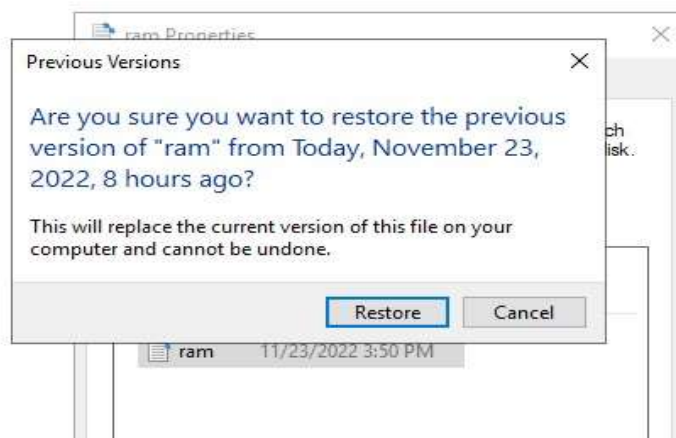 ram Properties
Previous Versions
Are you sure you want to restore the previous
version of "ram" from Today, November 23,
2022, 8 hours ago?
ch
isk.
This will replace the current version of this file on your
computer and cannot be undone.
Restore Cancel
ram 11/23/2022 3:50 PM